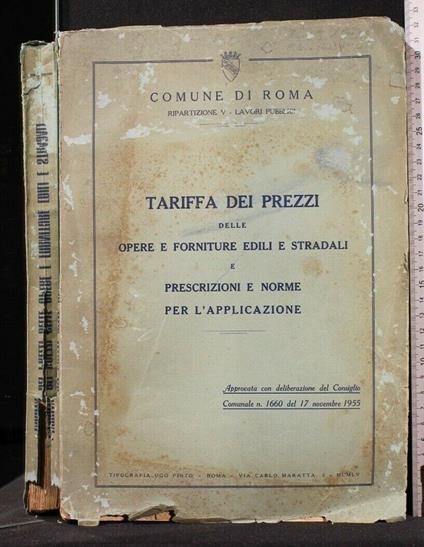 COMUNE DI ROMA
RIPARTIZIONE V - LAVORI PUBBLICI
TARIFFA DEI PREZZI
DELLE
OPERE E FORNITURE EDILI E STRADALI
E
PRESCRIZIONI E NORME
PER L'APPLICAZIONE
Approvata con deliberazione del Consiglio
Comunale n. 1660 del 17 novembre 1955
TIPOGRAFIA UGO PINTO - ROMA - VIA CARLO MARATTA 2 - MCMLV